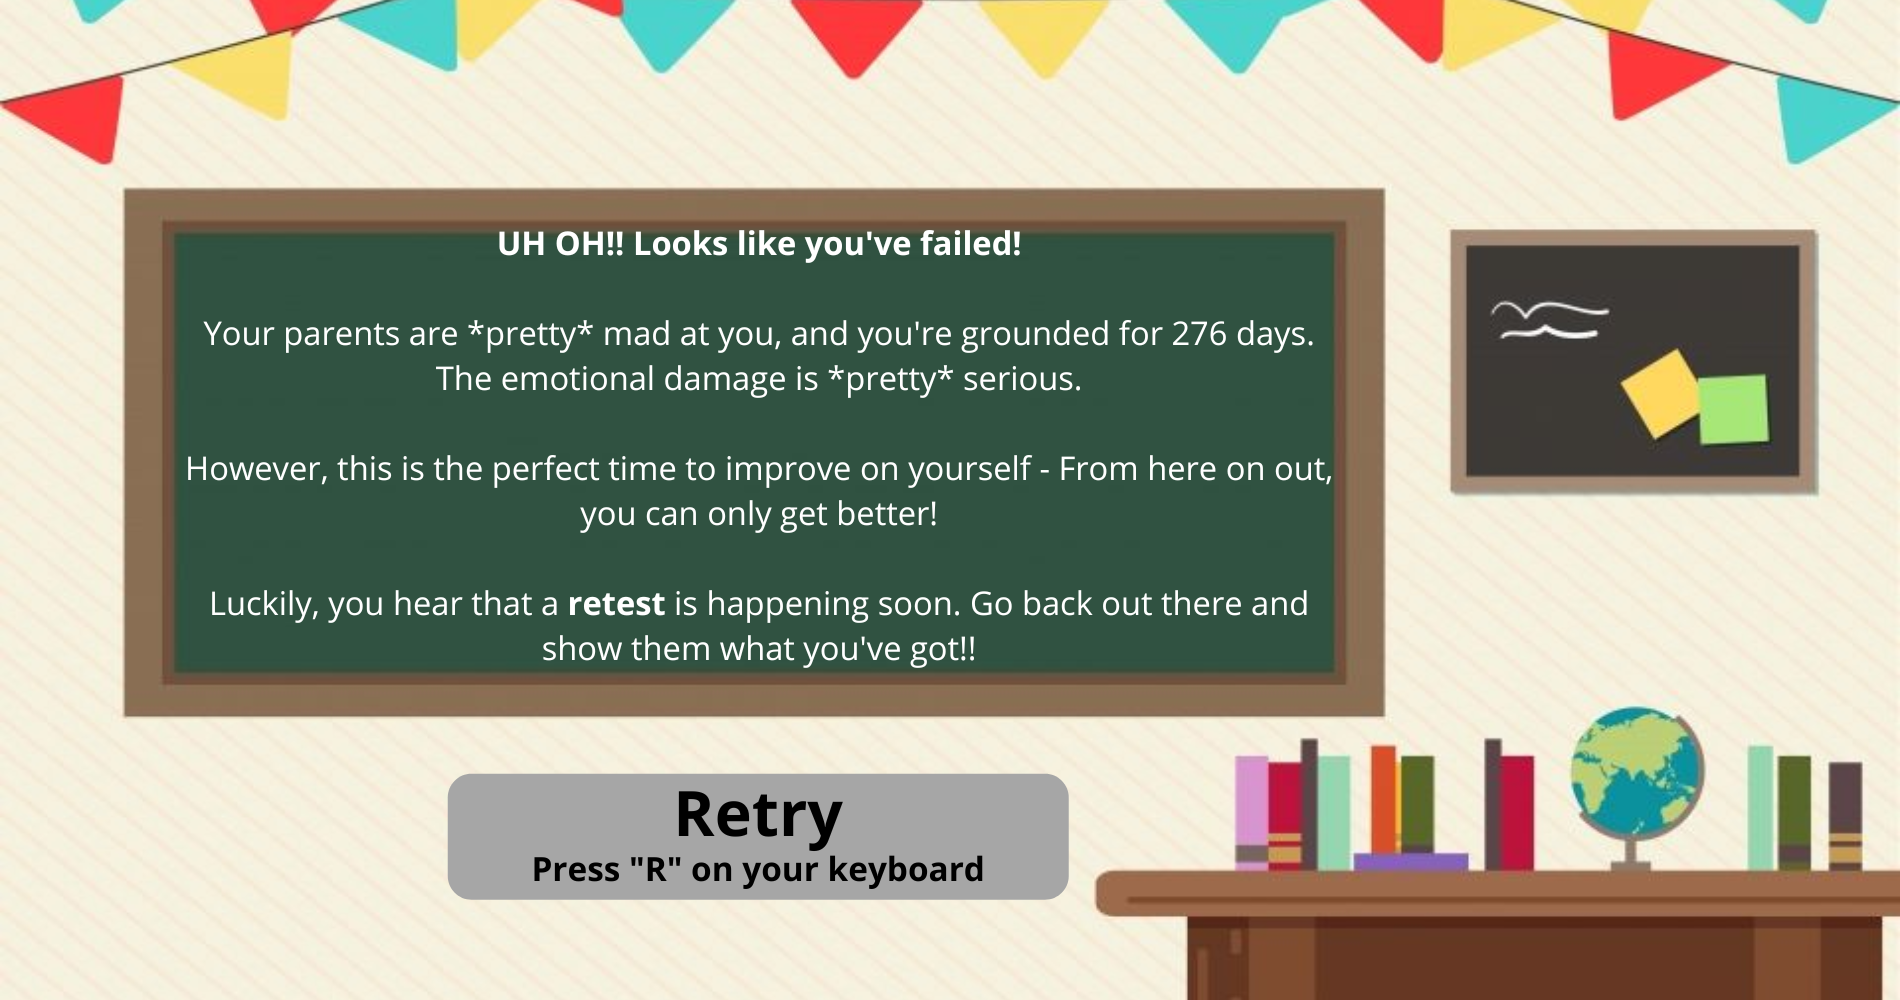 UH OH!! Looks like you've failed!
Your parents are *pretty* mad at you, and you're grounded for 276 days.
The emotional damage is *pretty* serious.
However, this is the perfect time to improve on yourself - From here on out,
you can only get better!
Luckily, you hear that a retest is happening soon. Go back out there and
show them what you've got!!
Retry
Press "R" on your keyboard